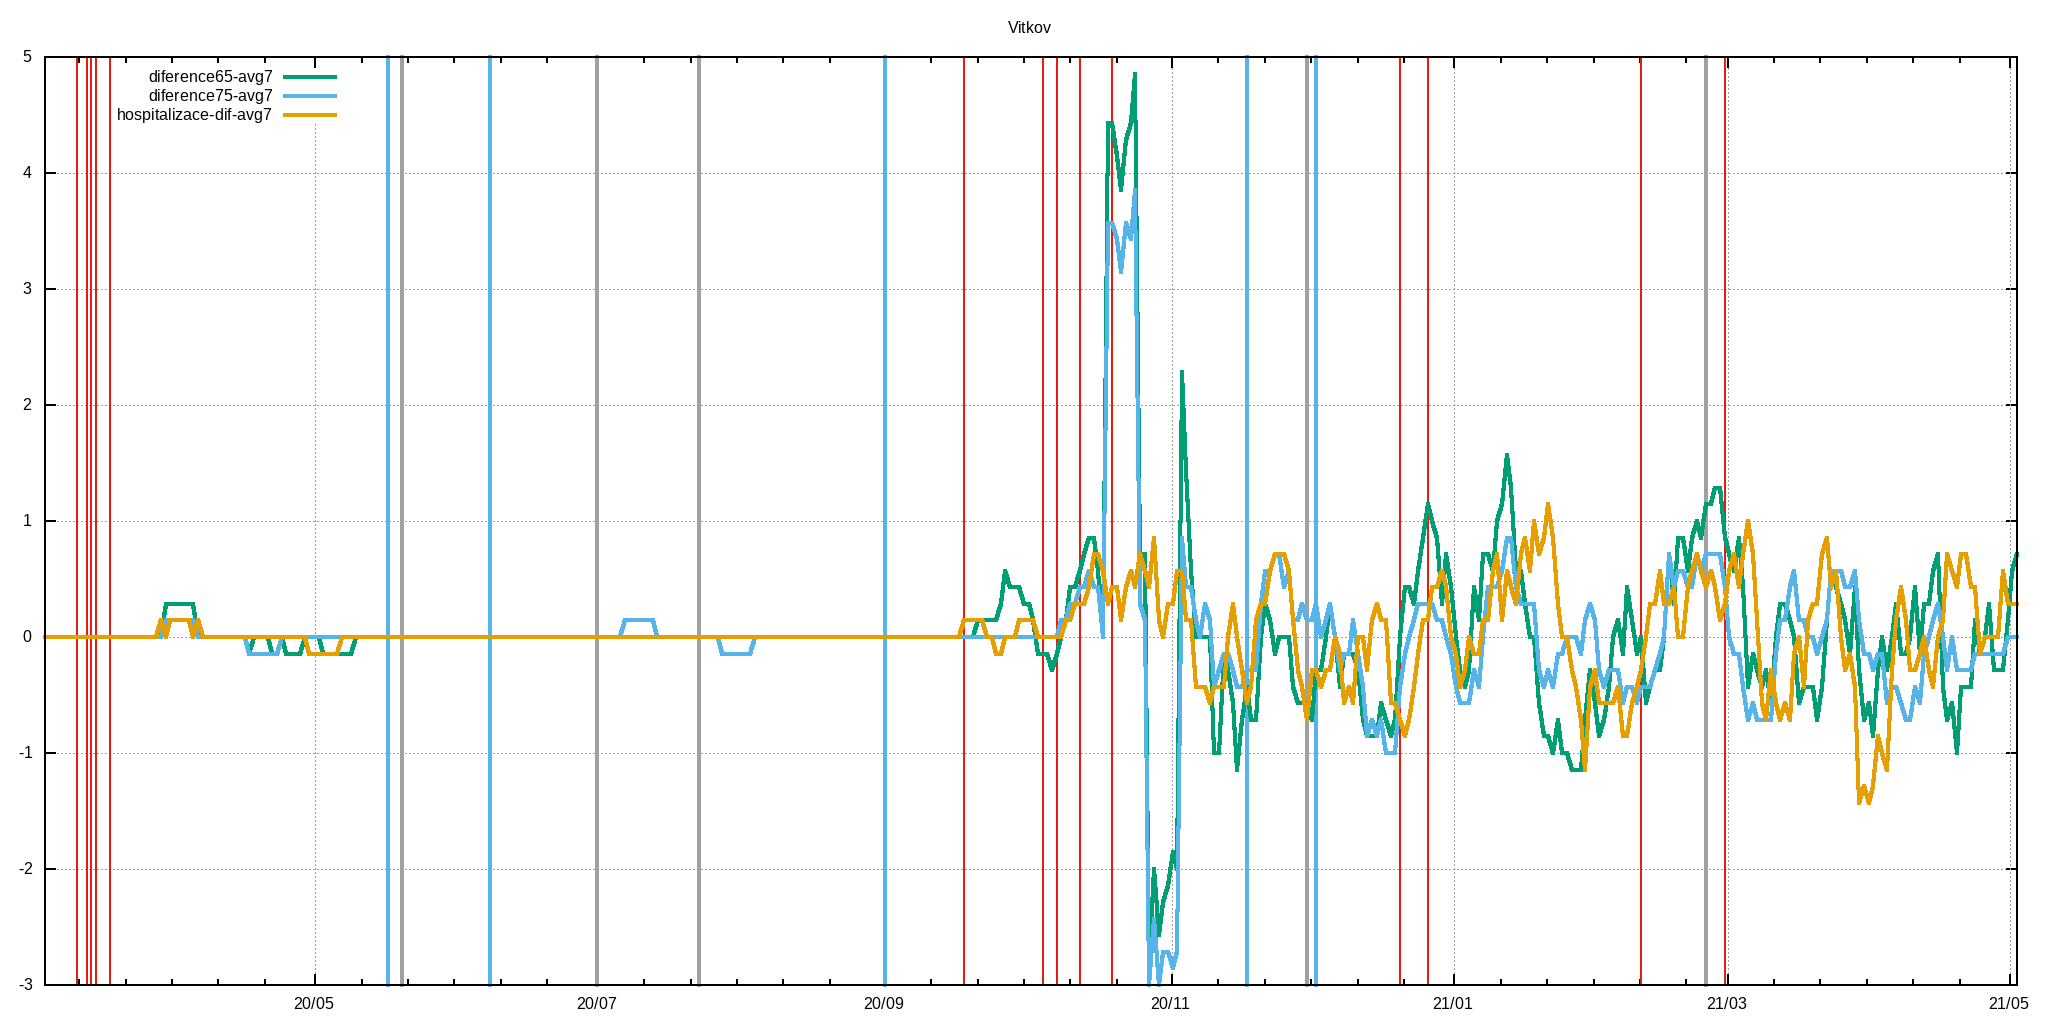 Vitkov
diference65-avg7
diference75-avg7
hospitalizace-dif-avg7
5
4
3
2
1
0
-1
-2
-3
20/05 20/07 20/09 20/11 21/01 21/03 21/05